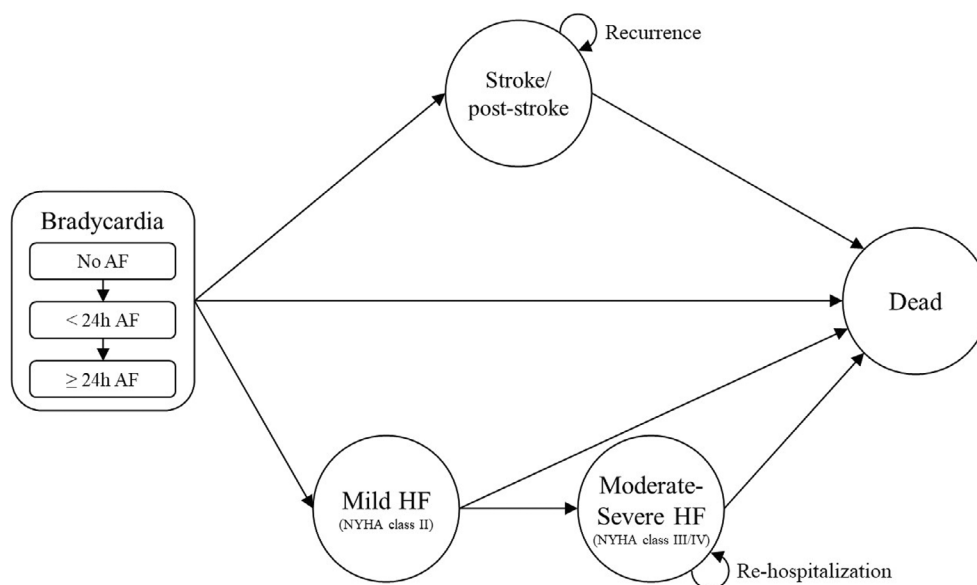 Recurrence
Stroke/
post-stroke
Bradycardia
No AF
< 24h AF
≥ 24h AF
Dead
Mild HF
(NYHA class II)
Moderate-
Severe HF
(NYHA class III/IV)
Re-hospitalization